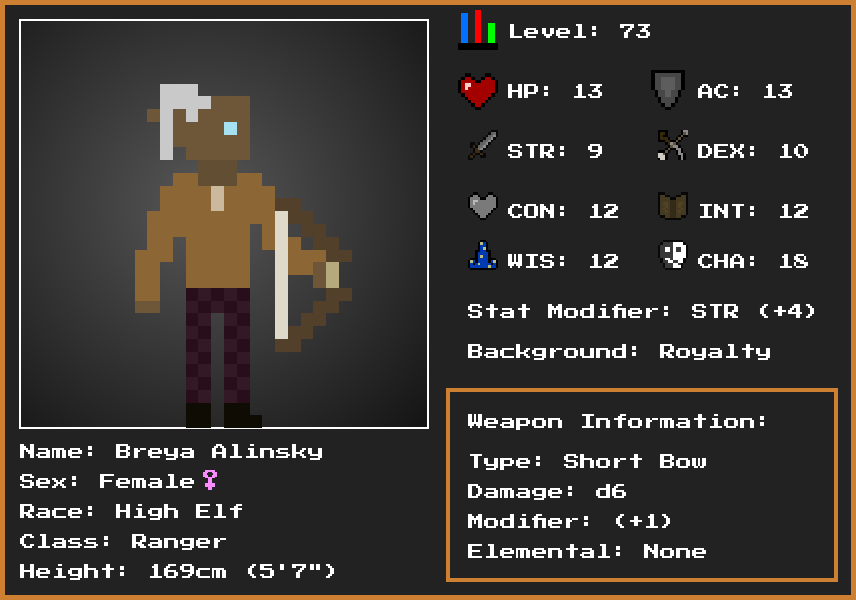 Level: 73
HP: 13 AC: 13
STR: 9 DEX: 10
CON: 12 INT: 12
WIS: 12 CHA: 18
Stat Modifier: STR (+4)
Background: Royalty
Weapon Information:
Type: Short Bow
Damage: d6
Modifier: (+1)
Elemental: None
Name: Breya Alinsky
Sex: Female♀
Race: High Elf
Class: Ranger
Height: 169cm (5'7")